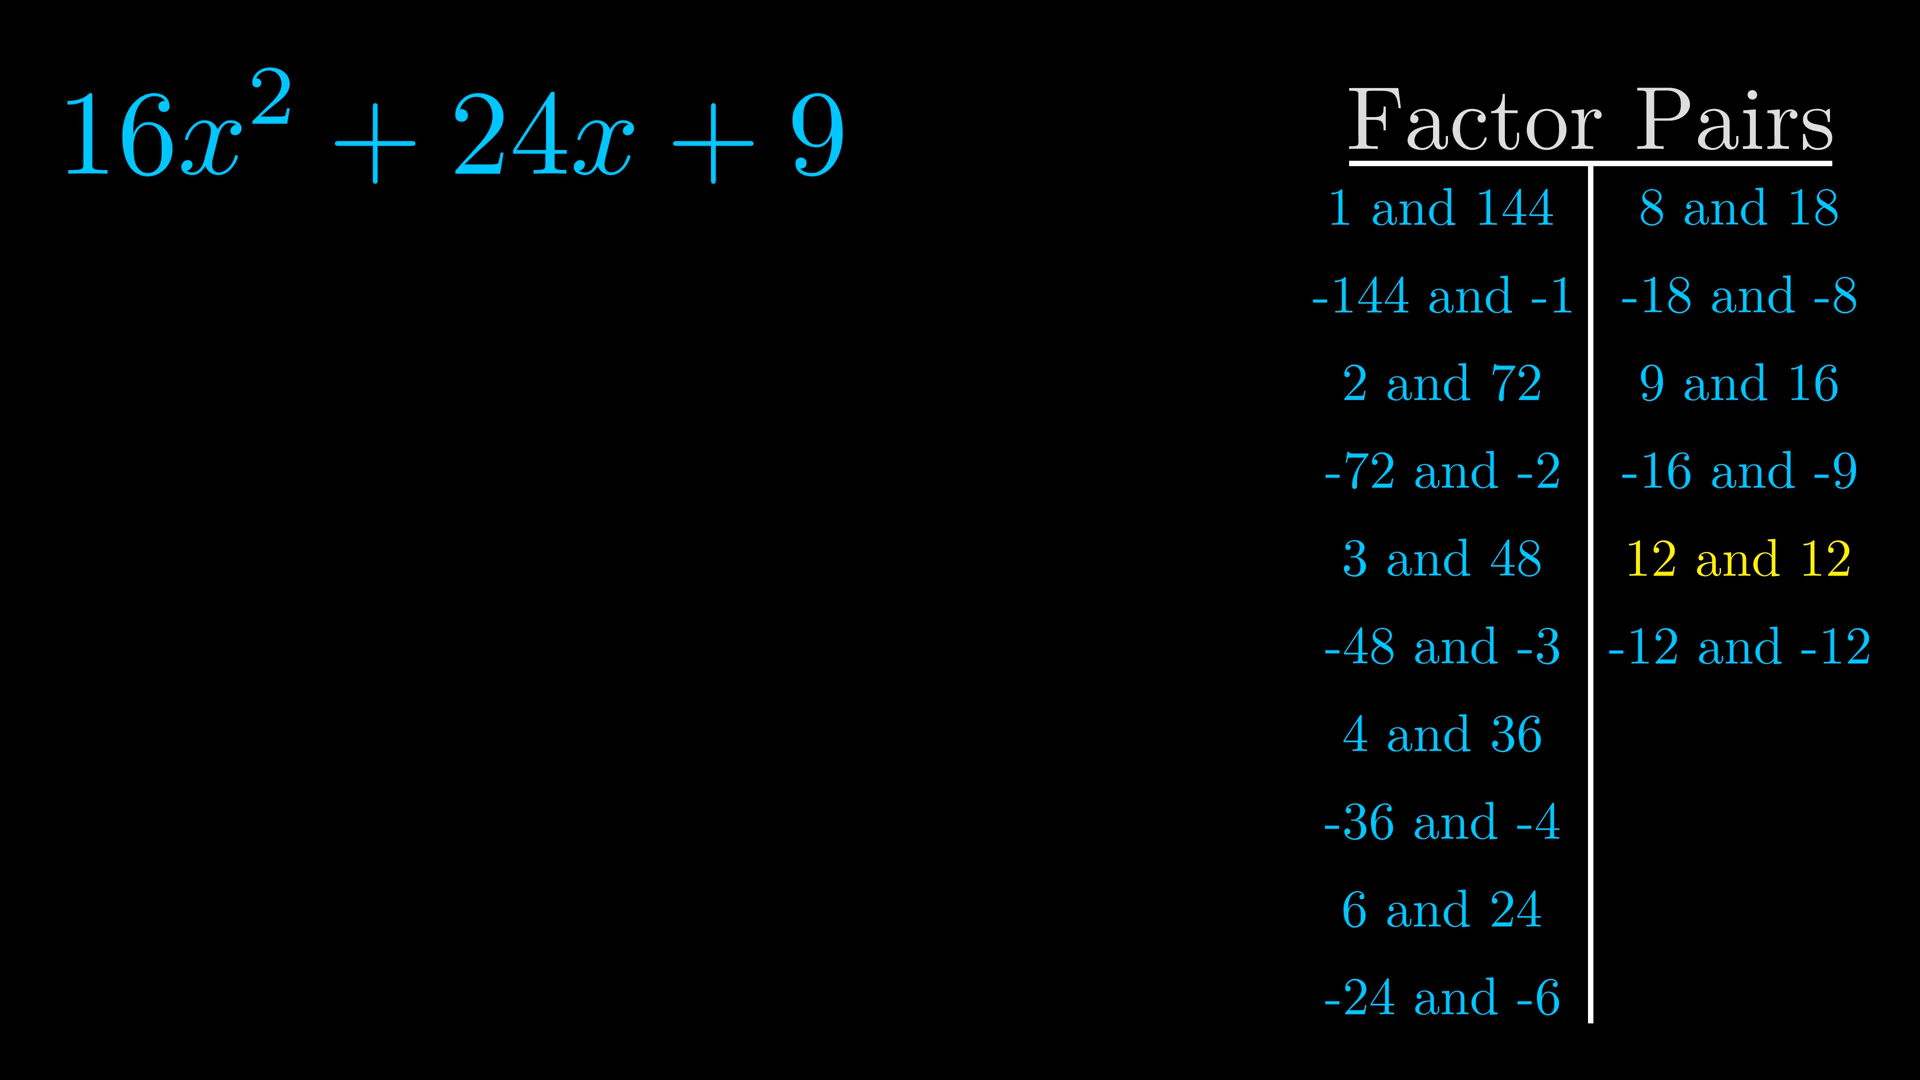 16x² + 24x + 9
Factor Pairs
1 and 144
-144 and -1
2 and 72
-72 and -2
3 and 48
-48 and -3
4 and 36
-36 and -4
6 and 24
-24 and -6
8 and 18
-18 and -8
9 and 16
-16 and -9
12 and 12
-12 and -12